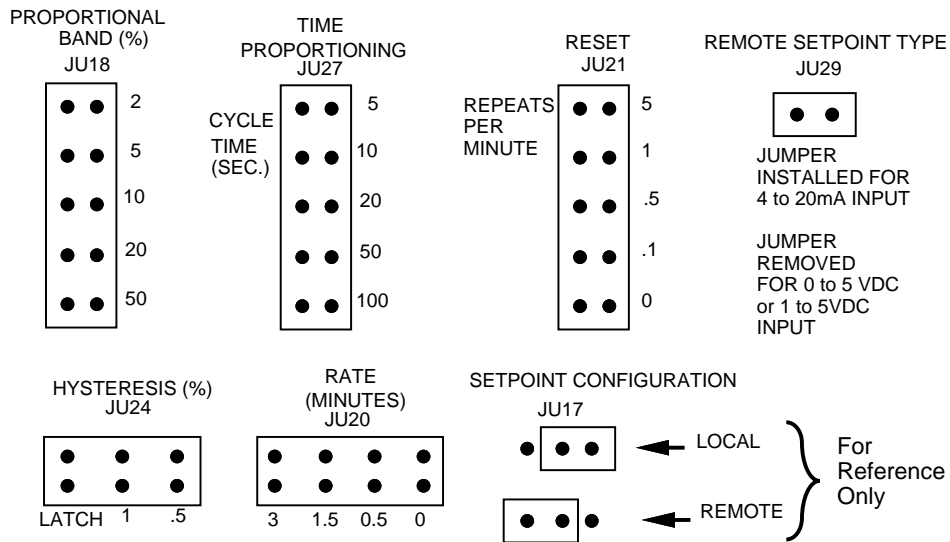 PROPORTIONAL
BAND (%)
JU18
2
5
10
20
50
TIME
PROPORTIONING
JU27
CYCLE
TIME
(SEC.)
5
10
20
50
100
RESET
JU21
REPEATS
PER
MINUTE
5
1
.5
.1
0
REMOTE SETPOINT TYPE
JU29
JUMPER
INSTALLED FOR
4 to 20mA INPUT
JUMPER
REMOVED
FOR 0 to 5 VDC
or 1 to 5VDC
INPUT
HYSTERESIS (%)
JU24
LATCH 1 .5
RATE
(MINUTES)
JU20
3 1.5 0.5 0
SETPOINT CONFIGURATION
JU17
LOCAL
REMOTE
For
Reference
Only